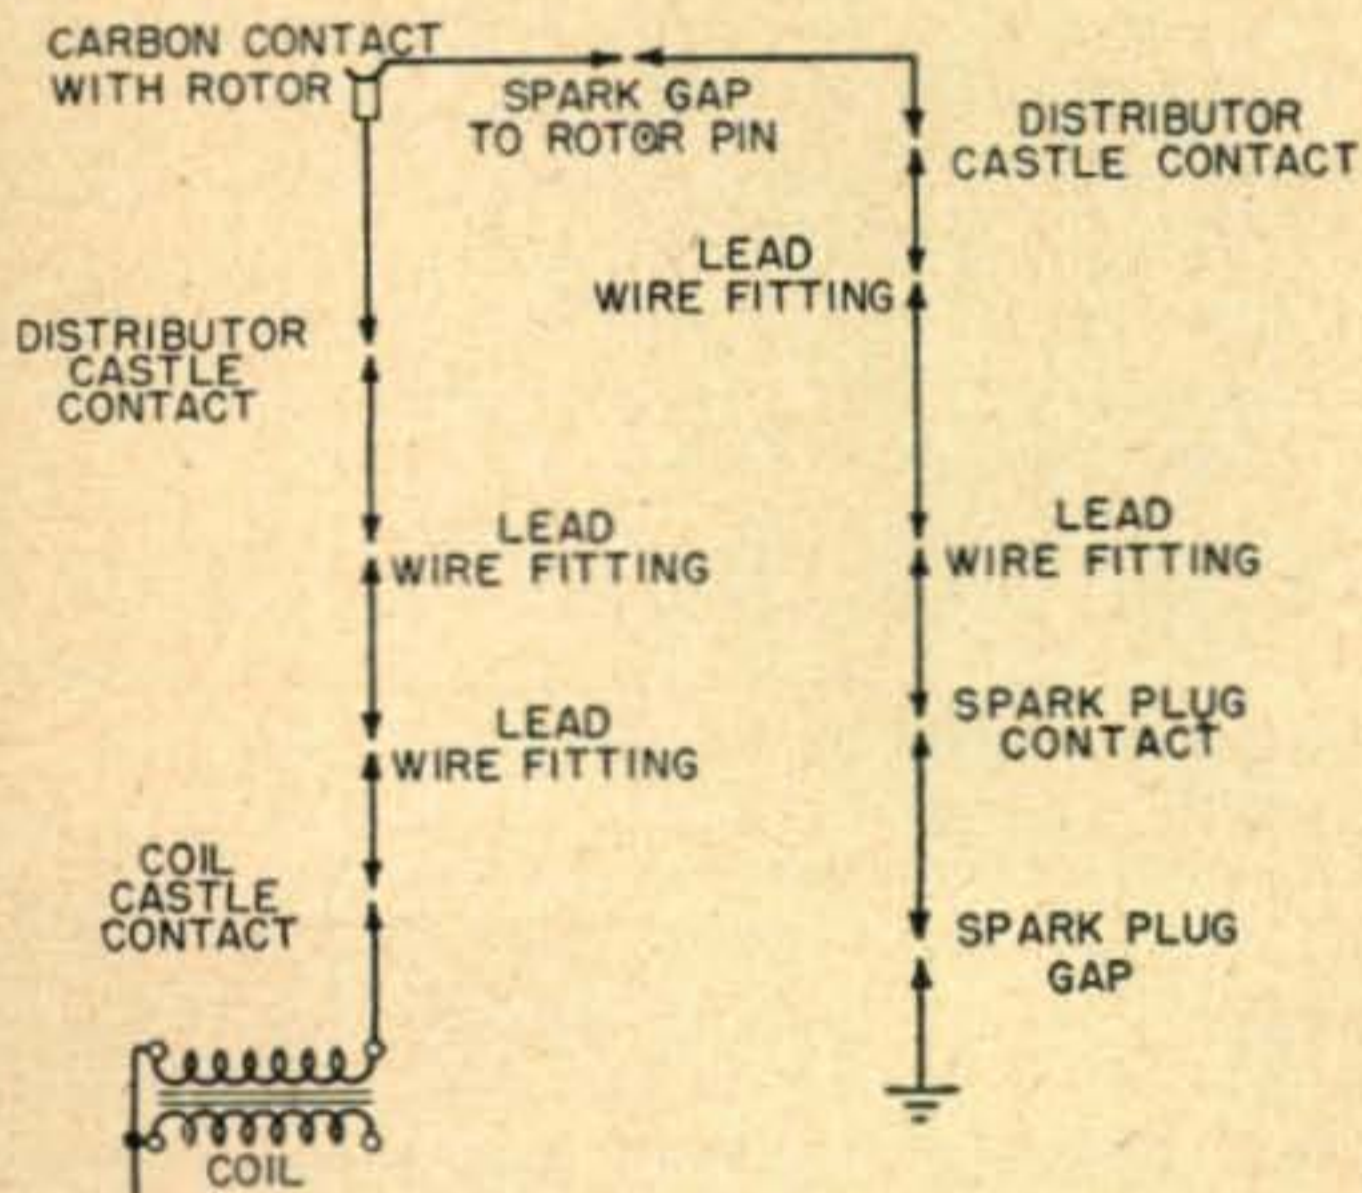 CARBON CONTACT
WITH ROTOR
SPARK GAP
TO ROTOR PIN
DISTRIBUTOR
CASTLE CONTACT
LEAD
WIRE FITTING
DISTRIBUTOR
CASTLE
CONTACT
LEAD
WIRE FITTING
LEAD
WIRE FITTING
LEAD
WIRE FITTING
SPARK PLUG
CONTACT
COIL
CASTLE
CONTACT
SPARK PLUG
GAP
COIL